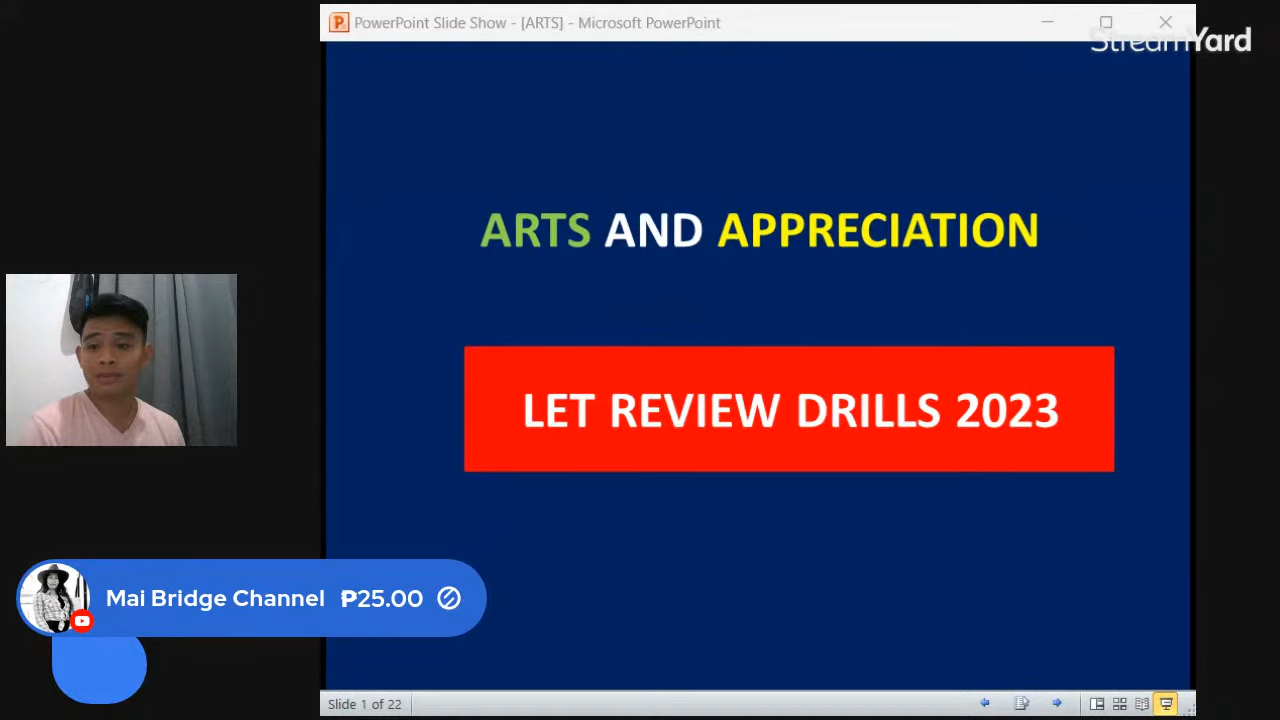 PowerPoint Slide Show - [ARTS] - Microsoft PowerPoint
StreamYard
ARTS AND APPRECIATION
LET REVIEW DRILLS 2023
Mai Bridge Channel ₱25.00
Slide 1 of 22